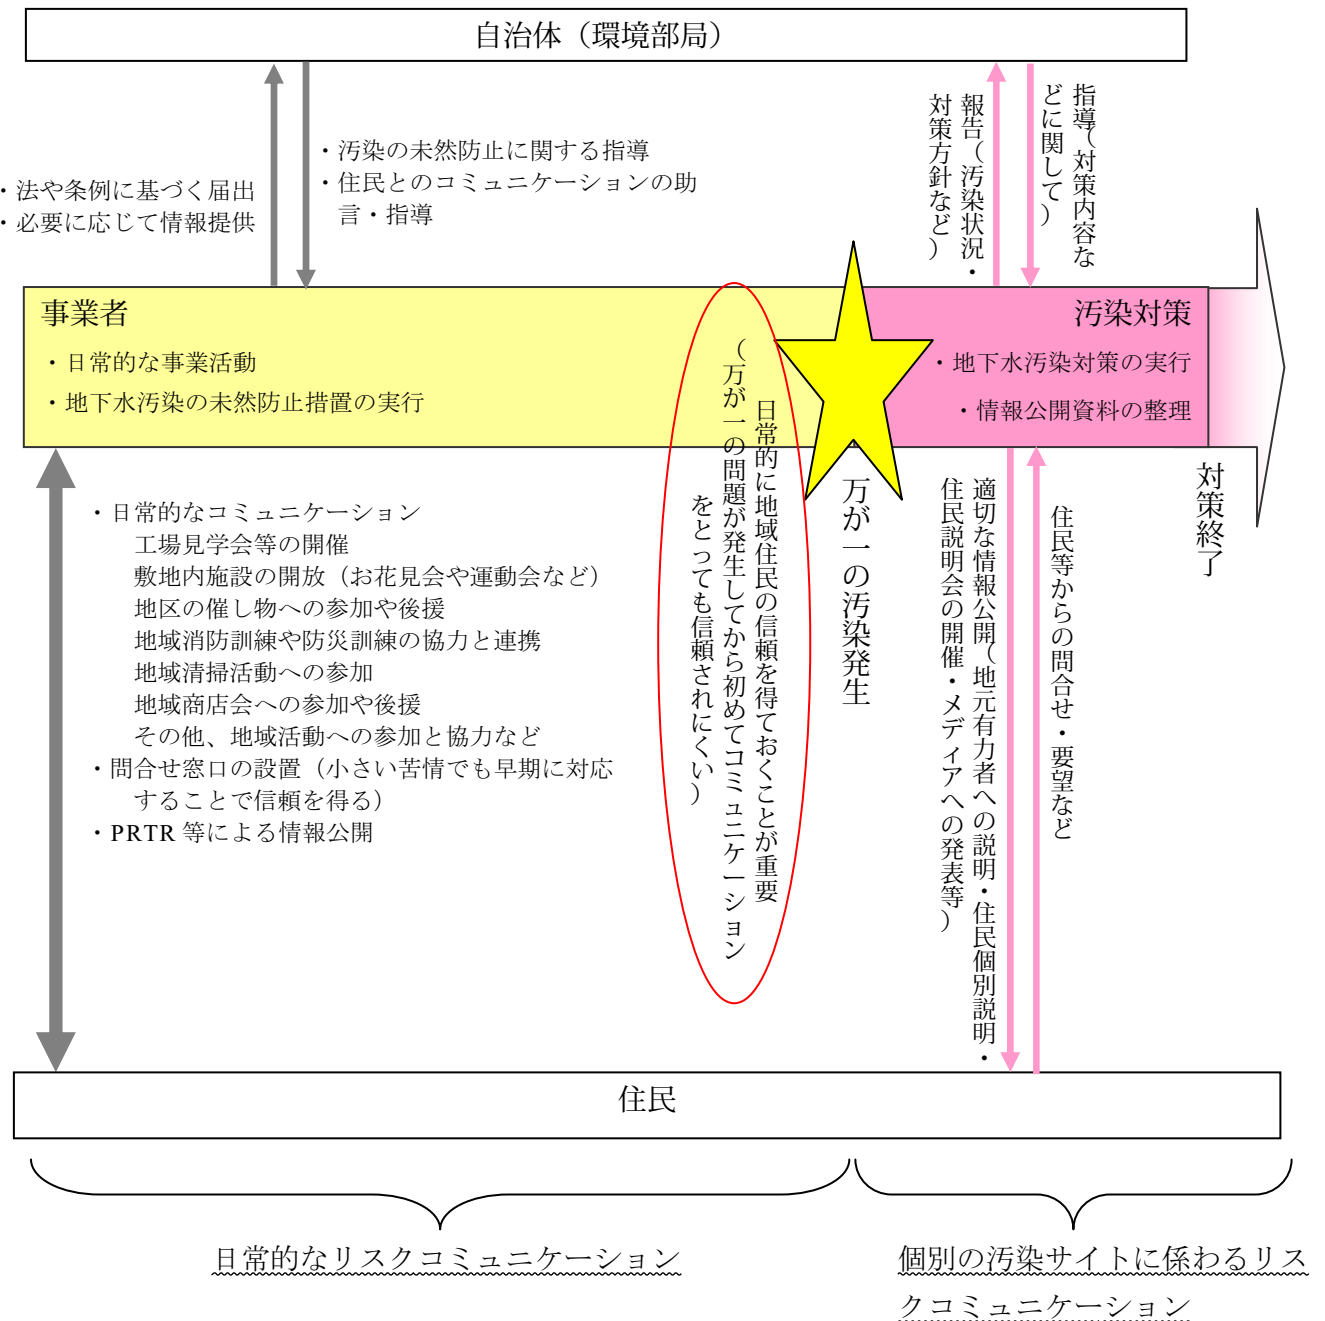 自治体（環境部局）
・法や条例に基づく届出
・必要に応じて情報提供
・汚染の未然防止に関する指導
・住民とのコミュニケーションの助
言・指導
報告（汚染状況・
対策方針など）
指導（対策内容な
どに関して）
事業者
・日常的な事業活動
・地下水汚染の未然防止措置の実行
汚染対策
・地下水汚染対策の実行
・情報公開資料の整理
・日常的なコミュニケーション
工場見学会等の開催
敷地内施設の開放（お花見会や運動会など）
地区の催し物への参加や後援
地域消防訓練や防災訓練の協力と連携
地域清掃活動への参加
地域商店会への参加や後援
その他、地域活動への参加と協力など
・問合せ窓口の設置（小さい苦情でも早期に対応
することで信頼を得る）
・PRTR 等による情報公開
日常的に地域住民の信頼を得ておくことが重要
（万が一の問題が発生してから初めてコミュニケーション
をとっても信頼されにくい）
万が一の汚染発生
適切な情報公開（地元有力者への説明・住民個別説明・
住民説明会の開催・メディアへの発表等）
住民等からの問合せ・要望など
対策終了
住民
日常的なリスクコミュニケーション
個別の汚染サイトに係わるリス
クコミュニケーション